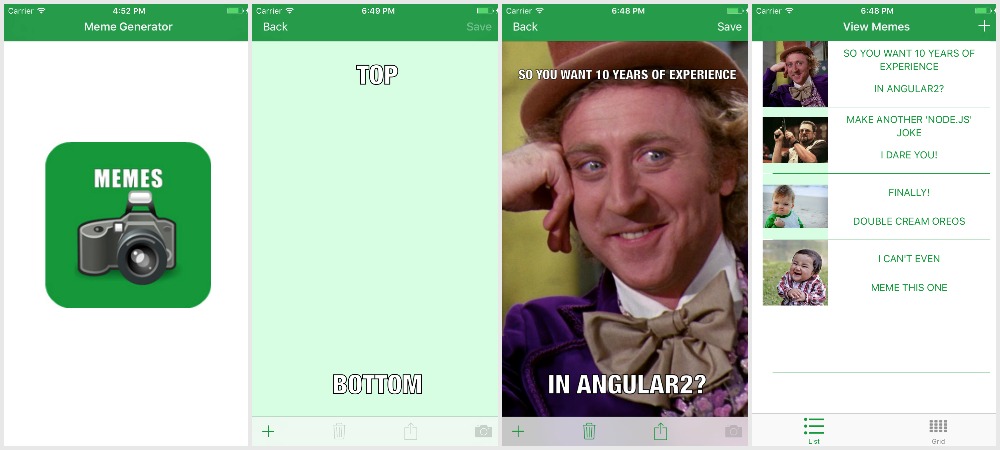 Carrier 4:52 PM
Meme Generator
MEMES
Carrier 6:49 PM
Back Save
TOP
BOTTOM
Carrier 6:48 PM
Back Save
SO YOU WANT 10 YEARS OF EXPERIENCE
IN ANGULAR2?
Carrier 6:48 PM
View Memes +
SO YOU WANT 10 YEARS OF
EXPERIENCE
IN ANGULAR2?
MAKE ANOTHER 'NODE.JS'
JOKE
I DARE YOU!
FINALLY!
DOUBLE CREAM OREOS
I CAN'T EVEN
MEME THIS ONE
List Grid